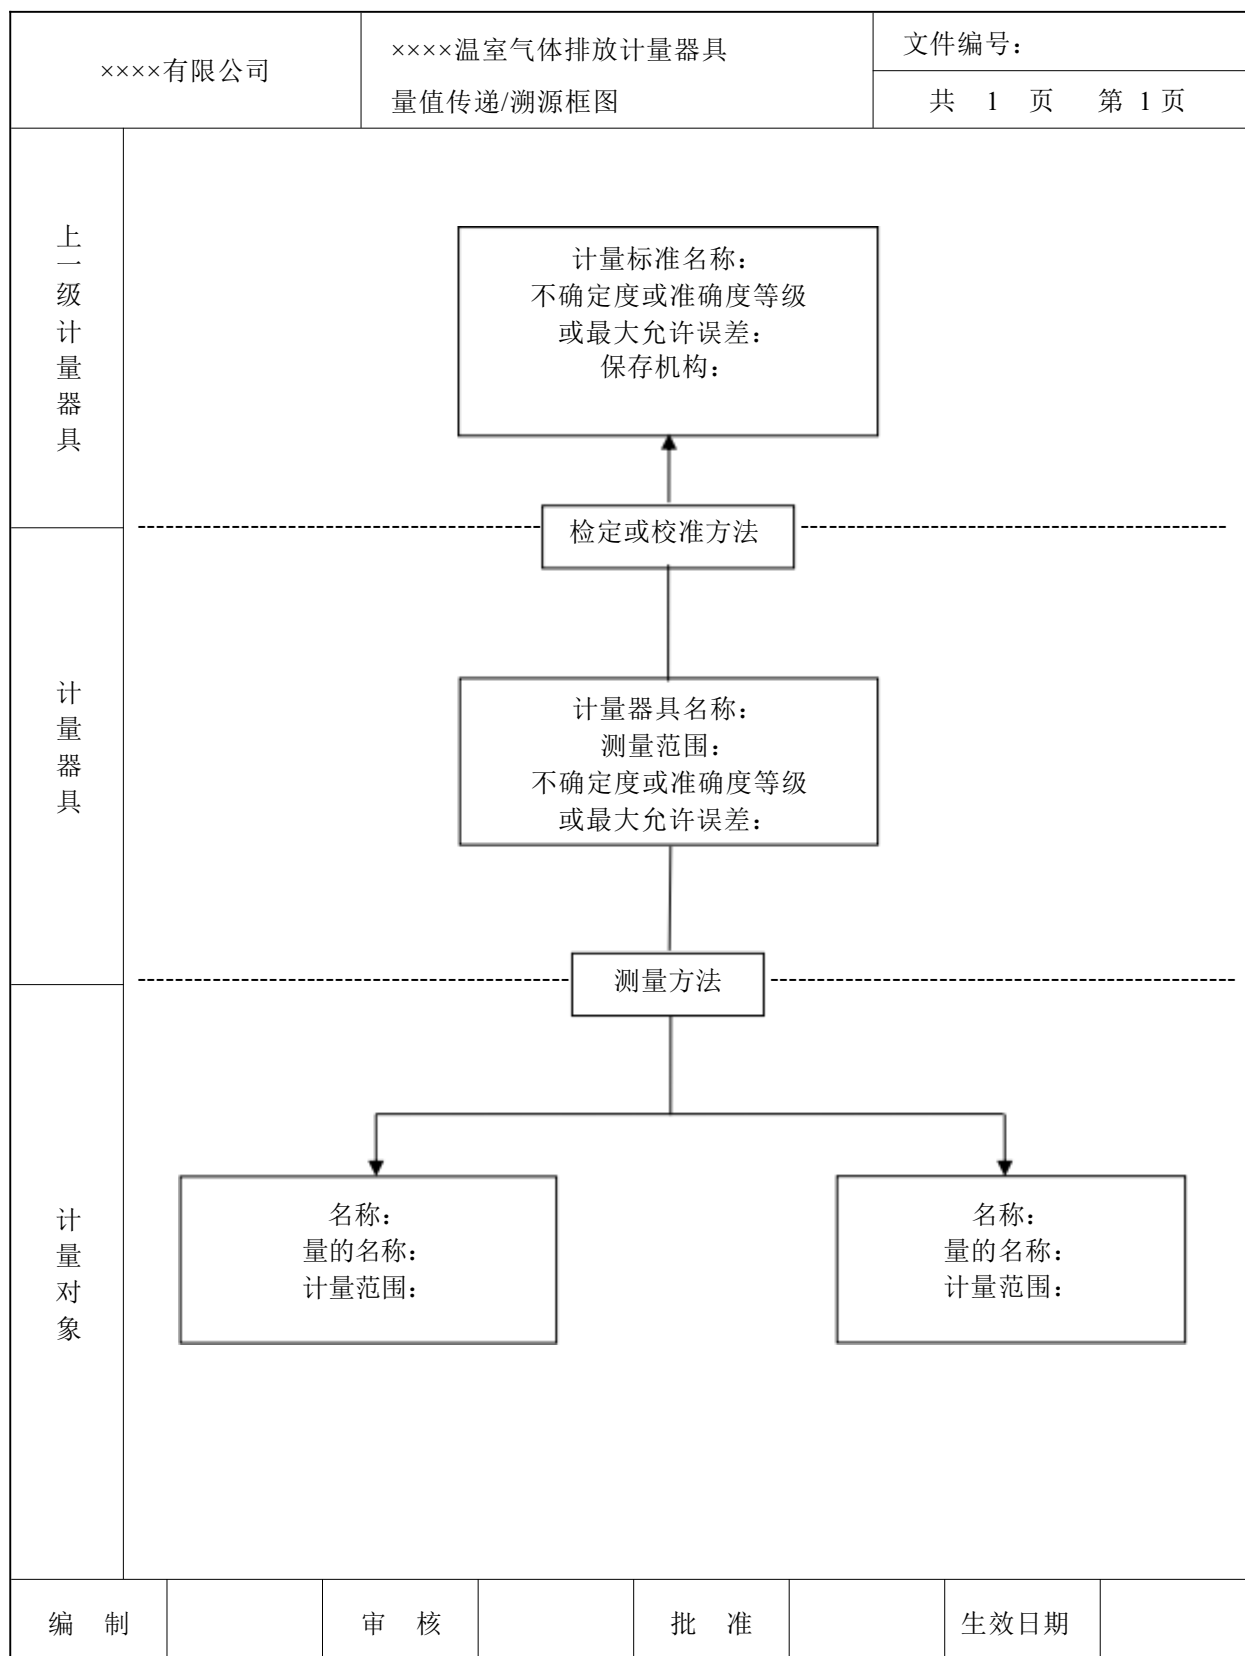 ××××有限公司
××××温室气体排放计量器具
量值传递/溯源框图
文件编号：
共 1 页 第 1 页
上一级计量器具
计量标准名称：
不确定度或准确度等级
或最大允许误差：
保存机构：
检定或校准方法
计量器具
计量器具名称：
测量范围：
不确定度或准确度等级
或最大允许误差：
测量方法
计量对象
名称：
量的名称：
计量范围：
名称：
量的名称：
计量范围：
编 制
审 核
批 准
生效日期